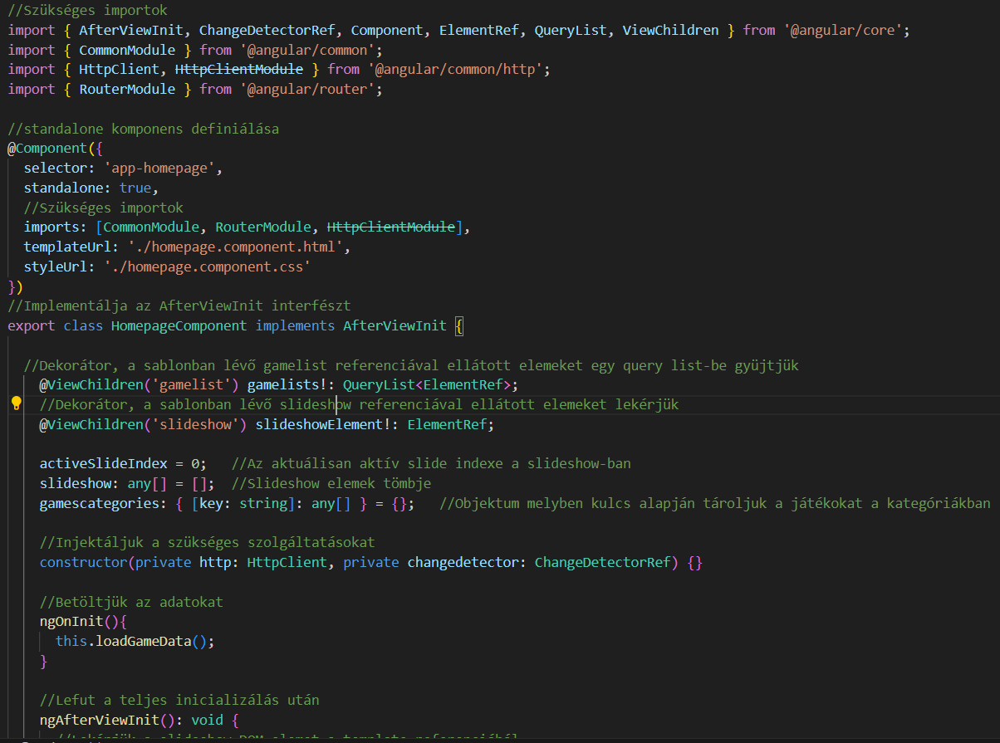 //Szükséges importok
import { AfterViewInit, ChangeDetectorRef, Component, ElementRef, QueryList, ViewChildren } from '@angular/core';
import { CommonModule } from '@angular/common';
import { HttpClient, HttpClientModule } from '@angular/common/http';
import { RouterModule } from '@angular/router';
//standalone komponens definiálása
@Component({
selector: 'app-homepage',
standalone: true,
//Szükséges importok
imports: [CommonModule, RouterModule, HttpClientModule],
templateUrl: './homepage.component.html',
styleUrl: './homepage.component.css'
})
//Implementálja az AfterViewInit interfészt
export class HomepageComponent implements AfterViewInit {
//Dekorátor, a sablonban lévő gamelist referenciával ellátott elemeket egy query list-be gyüjtjük
@ViewChildren('gamelist') gamelists!: QueryList<ElementRef>;
//Dekorátor, a sablonban lévő slideshow referenciával ellátott elemeket lekérjük
@ViewChildren('slideshow') slideshowElement!: ElementRef;
activeSlideIndex = 0; //Az aktuálisan aktív slide indexe a slideshow-ban
slideshow: any[] = []; //Slideshow elemek tömbje
gamescategories: { [key: string]: any[] } = {}; //Objektum melyben kulcs alapján tároljuk a játékokat a kategóriákban
//Injektáljuk a szükséges szolgáltatásokat
constructor(private http: HttpClient, private changedetector: ChangeDetectorRef) {}
//Betöltjük az adatokat
ngOnInit(){
this.loadGameData();
}
//Lefut a teljes inicializálás után
ngAfterViewInit(): void {